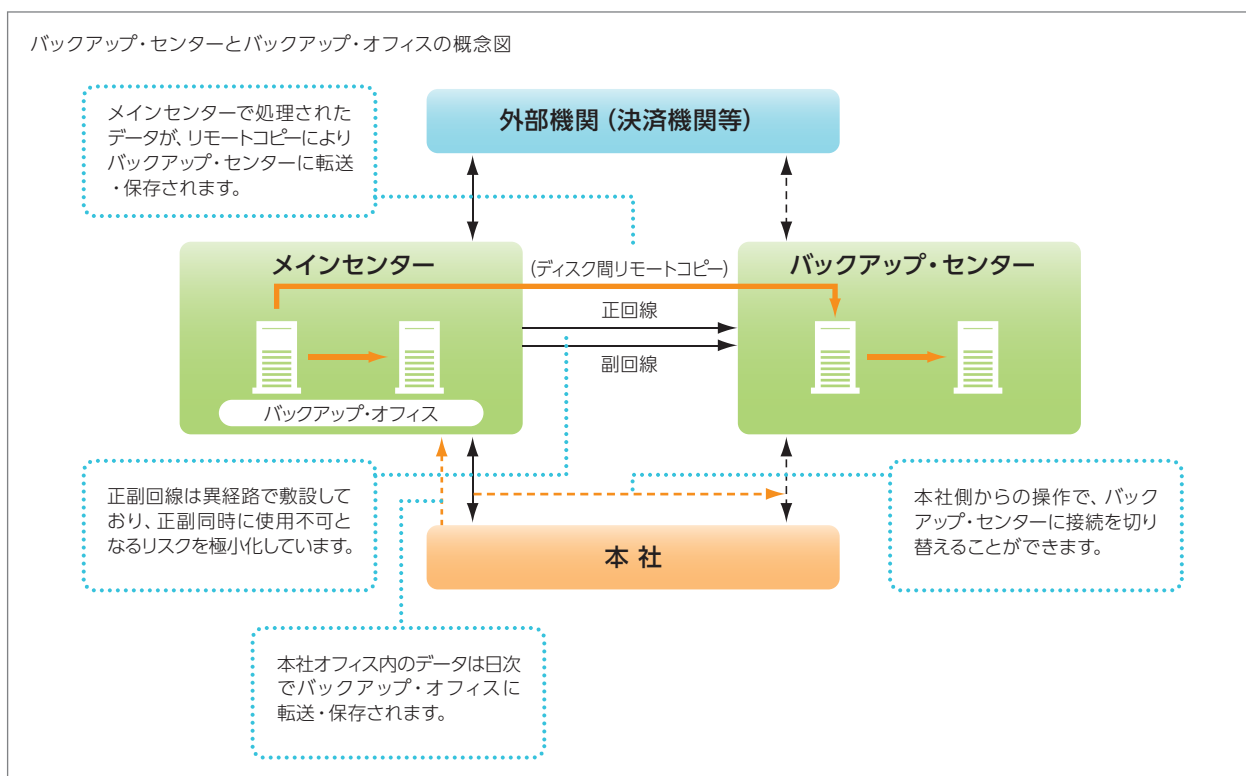 バックアップ・センターとバックアップ・オフィスの概念図
メインセンターで処理された
データが、リモートコピーにより
バックアップ・センターに転送
・保存されます。
外部機関（決済機関等）
メインセンター
（ディスク間リモートコピー）
バックアップ・センター
正回線
副回線
バックアップ・オフィス
正副回線は異経路で敷設して
おり、正副同時に使用不可と
なるリスクを極小化しています。
本社側からの操作で、バック
アップ・センターに接続を切り
替えることができます。
本 社
本社オフィス内のデータは日次
でバックアップ・オフィスに
転送・保存されます。